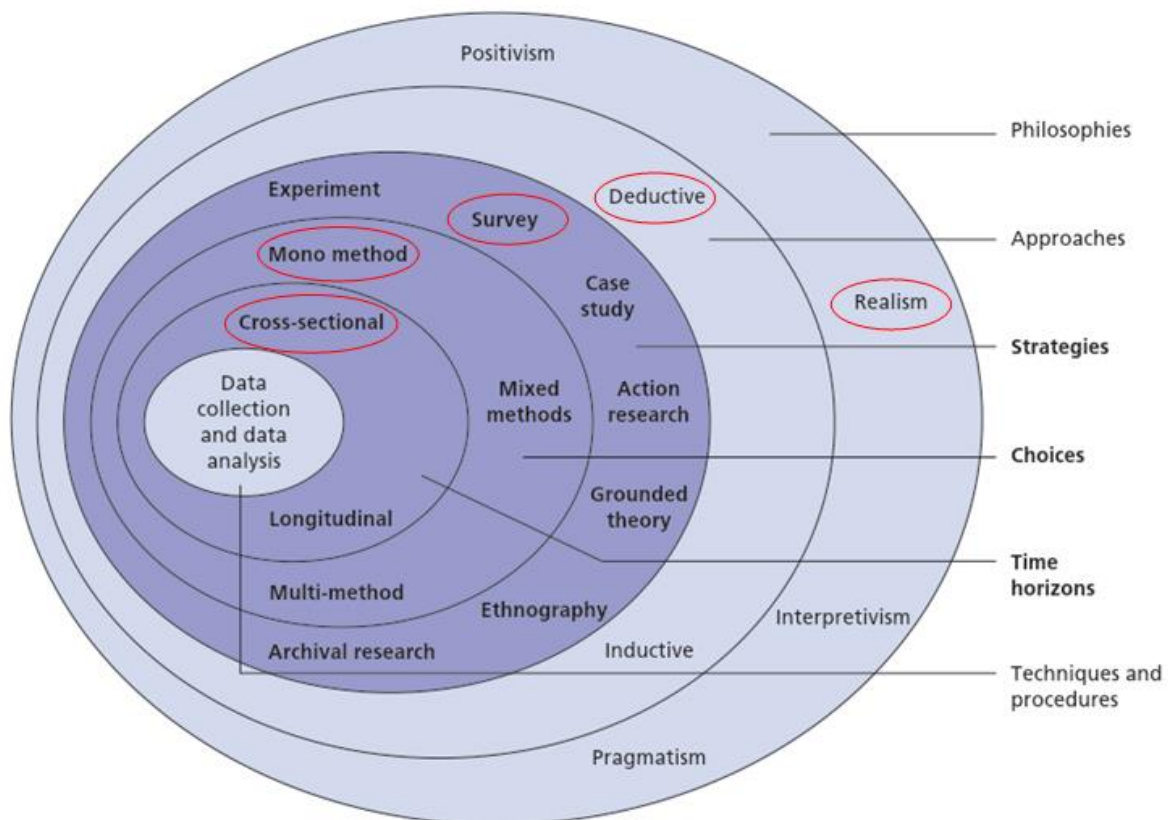 Positivism
Philosophies
Experiment
Deductive
Survey
Approaches
Mono method
Case
study
Realism
Cross-sectional
Strategies
Data
collection
and data
analysis
Mixed
methods
Action
research
Choices
Grounded
theory
Longitudinal
Time
horizons
Multi-method
Ethnography
Interpretivism
Archival research
Inductive
Techniques and
procedures
Pragmatism